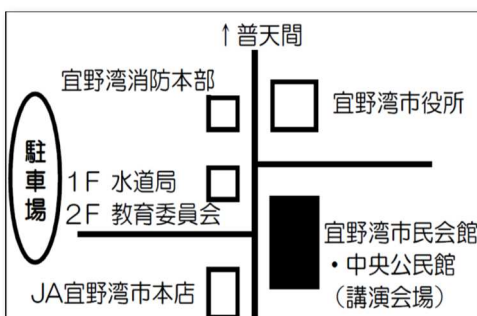 ↑普天間
宜野湾消防本部
宜野湾市役所
駐車場
1F 水道局
2F 教育委員会
宜野湾市民会館
・中央公民館
(講演会場)
JA宜野湾市本店